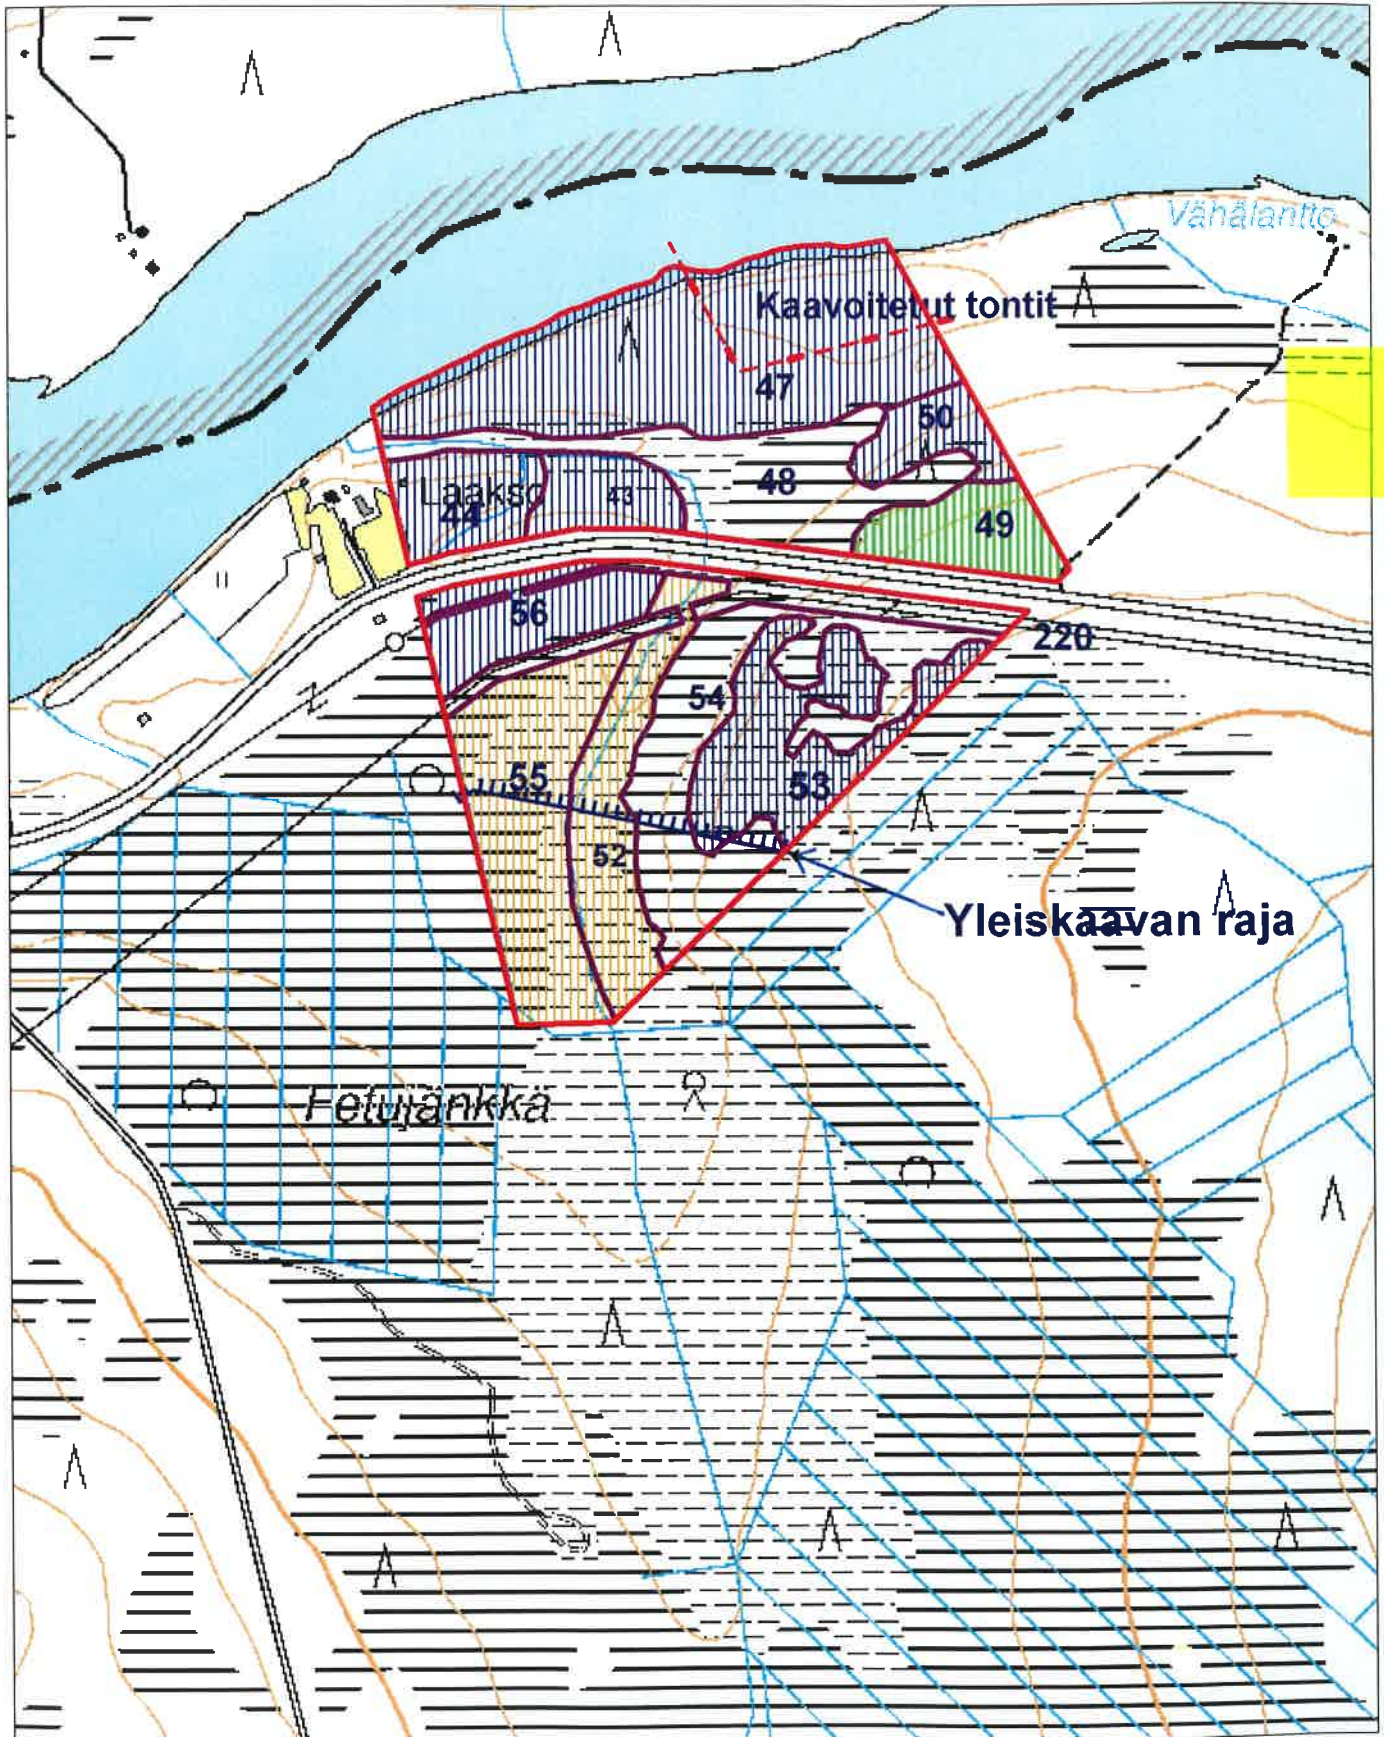 Vähälantto
Kaavoitetut tontit
47
50
48
Laakso
44
43
49
56
220
54
55
53
52
Yleiskaavan raja
Fetujänkkä